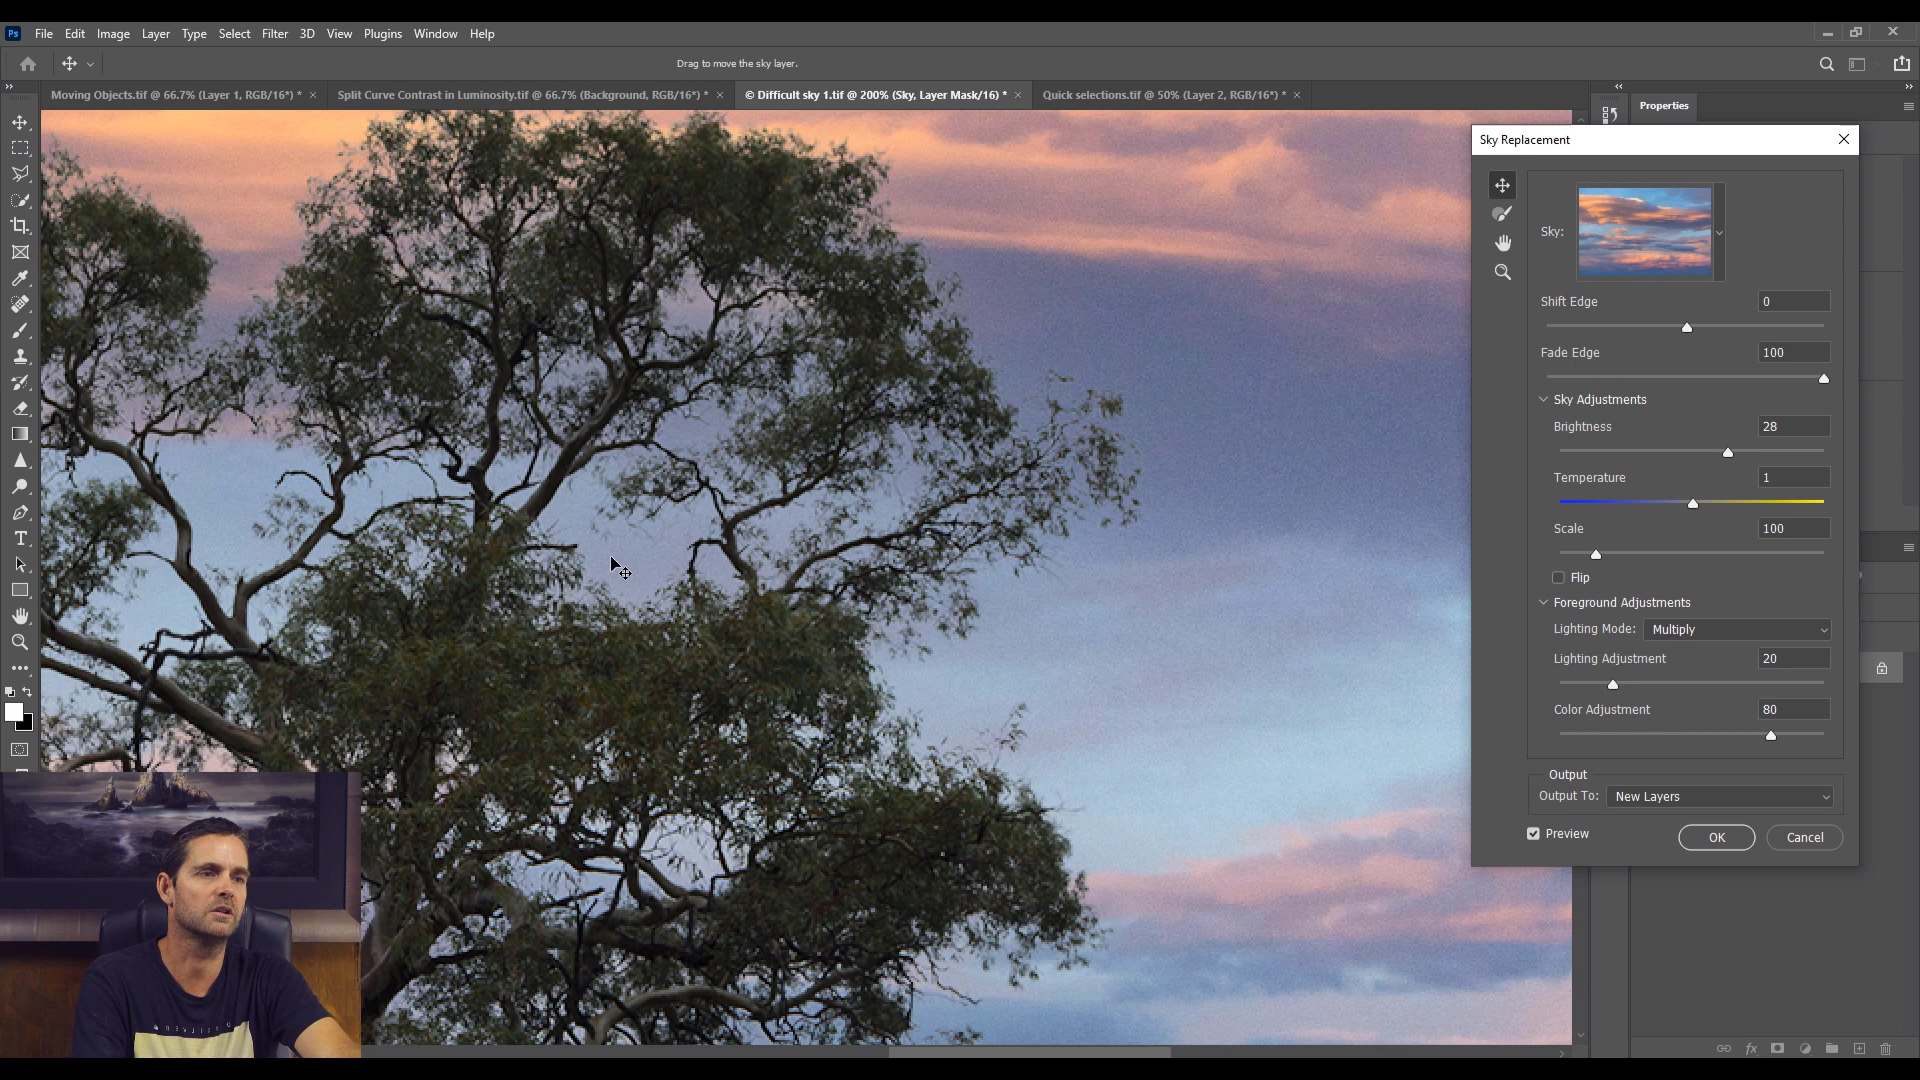 Ps File Edit Image Layer Type Select Filter 3D View Plugins Window Help
Drag to move the sky layer.
Moving Objects.tif @ 66.7% (Layer 1, RGB/16*) * Split Curve Contrast in Luminosity.tif @ 66.7% (Background, RGB/16*) * © Difficult sky 1.tif @ 200% (Sky, Layer Mask/16) * Quick selections.tif @ 50% (Layer 2, RGB/16*) *
Properties
Sky Replacement
Sky:
Shift Edge 0
Fade Edge 100
Sky Adjustments
Brightness 28
Temperature 1
Scale 100
Flip
Foreground Adjustments
Lighting Mode: Multiply
Lighting Adjustment 20
Color Adjustment 80
Output
Output To: New Layers
Preview OK Cancel